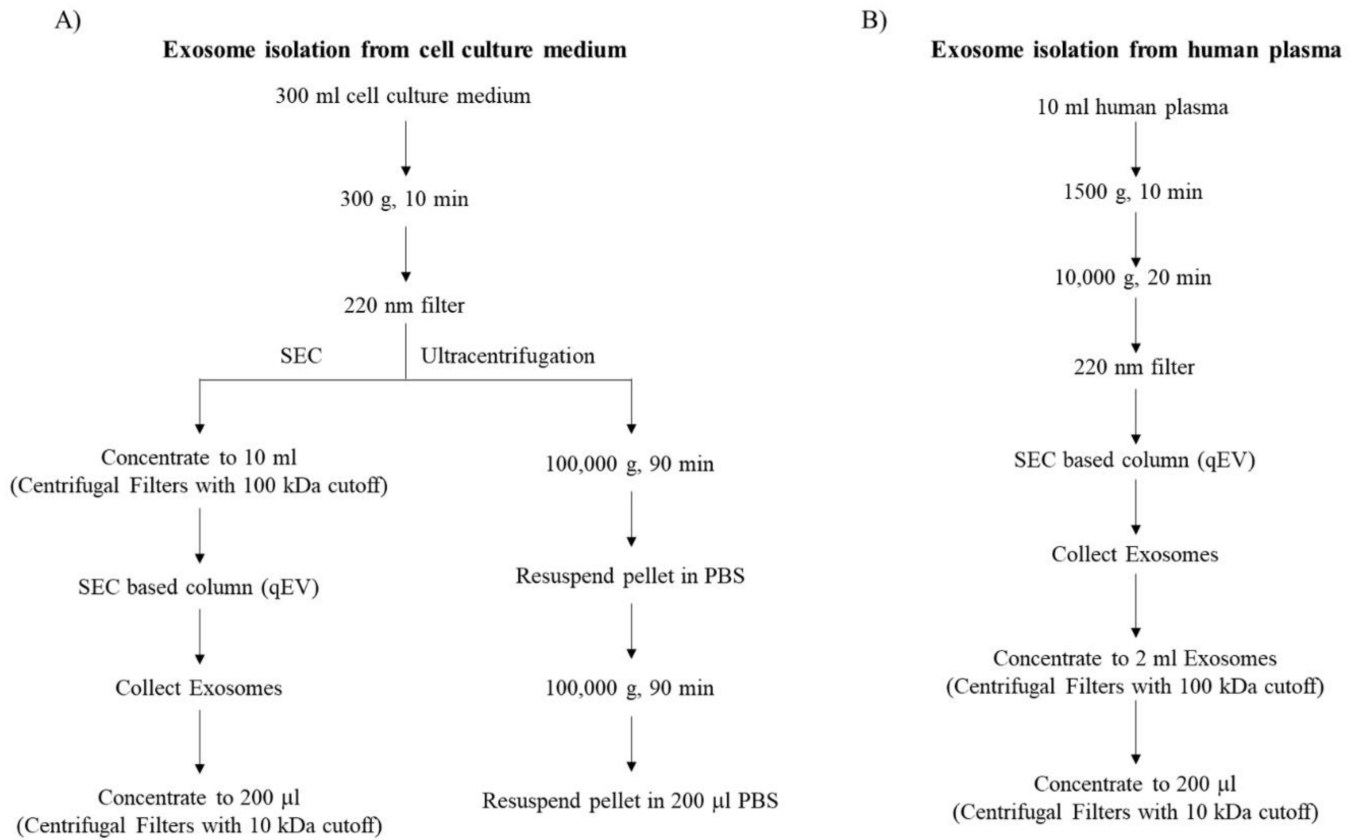 A)
Exosome isolation from cell culture medium
300 ml cell culture medium
300 g, 10 min
220 nm filter
SEC
Ultracentrifugation
Concentrate to 10 ml
(Centrifugal Filters with 100 kDa cutoff)
SEC based column (qEV)
Collect Exosomes
Concentrate to 200 µl
(Centrifugal Filters with 10 kDa cutoff)
100,000 g, 90 min
Resuspend pellet in PBS
100,000 g, 90 min
Resuspend pellet in 200 µl PBS
B)
Exosome isolation from human plasma
10 ml human plasma
1500 g, 10 min
10,000 g, 20 min
220 nm filter
SEC based column (qEV)
Collect Exosomes
Concentrate to 2 ml Exosomes
(Centrifugal Filters with 100 kDa cutoff)
Concentrate to 200 µl
(Centrifugal Filters with 10 kDa cutoff)